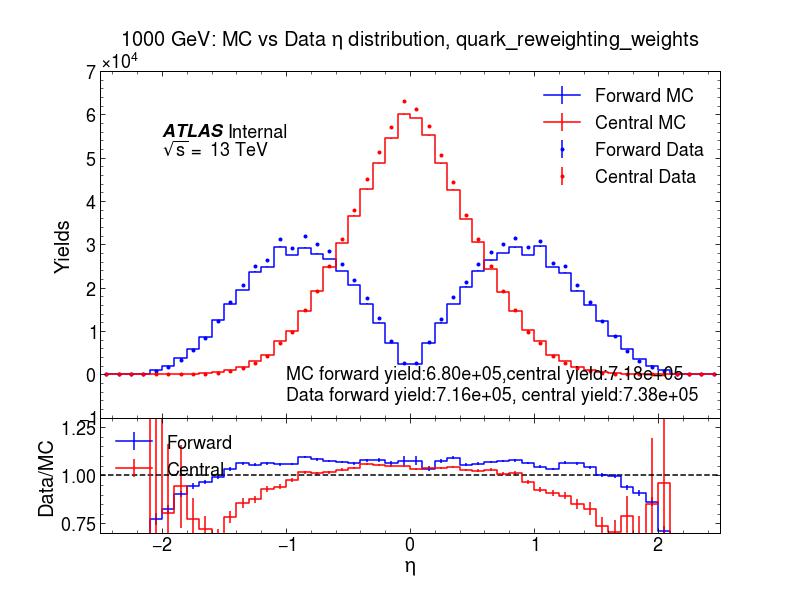 1000 GeV: MC vs Data η distribution, quark_reweighting_weights
×10⁴
7
6
5
4
3
2
1
0
−1
Yields
ATLAS Internal
√s = 13 TeV
Forward MC
Central MC
Forward Data
Central Data
MC forward yield:6.80e+05,central yield:7.18e+05
Data forward yield:7.16e+05, central yield:7.38e+05
1.25
1.00
0.75
Data/MC
Forward
Central
−2 −1 0 1 2
η